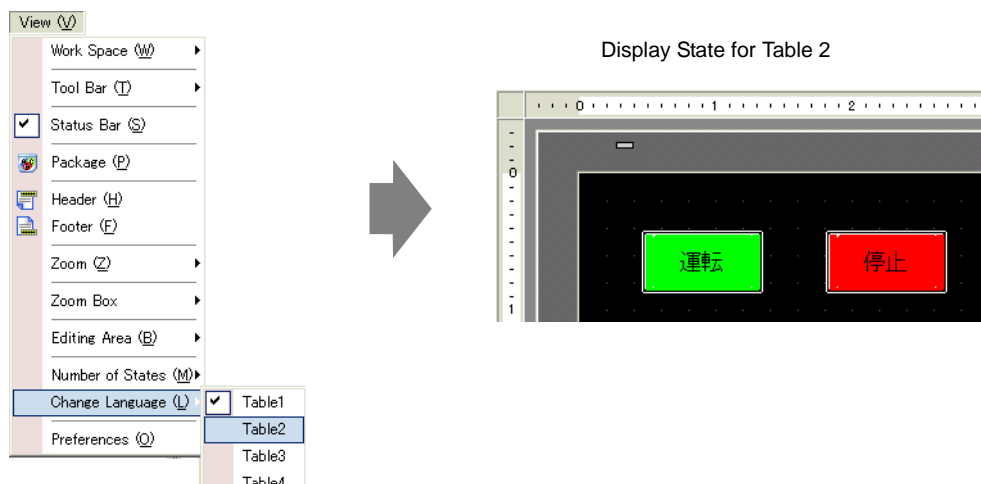 View (V)
Work Space (W)
Tool Bar (T)
Status Bar (S)
Package (P)
Header (H)
Footer (F)
Zoom (Z)
Zoom Box
Editing Area (B)
Number of States (M)
Change Language (L)
Preferences (O)
Table1
Table2
Table3
Table4
Display State for Table 2
0 1 2
0
1
運転
停止